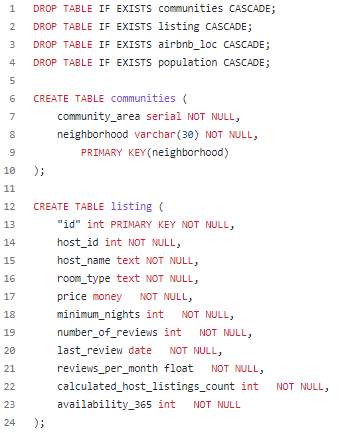 1 DROP TABLE IF EXISTS communities CASCADE;
2 DROP TABLE IF EXISTS listing CASCADE;
3 DROP TABLE IF EXISTS airbnb_loc CASCADE;
4 DROP TABLE IF EXISTS population CASCADE;
5
6 CREATE TABLE communities (
7     community_area serial NOT NULL,
8     neighborhood varchar(30) NOT NULL,
9         PRIMARY KEY(neighborhood)
10 );
11
12 CREATE TABLE listing (
13     "id" int PRIMARY KEY NOT NULL,
14     host_id int NOT NULL,
15     host_name text NOT NULL,
16     room_type text NOT NULL,
17     price money   NOT NULL,
18     minimum_nights int   NOT NULL,
19     number_of_reviews int   NOT NULL,
20     last_review date   NOT NULL,
21     reviews_per_month float   NOT NULL,
22     calculated_host_listings_count int   NOT NULL,
23     availability_365 int   NOT NULL
24 );